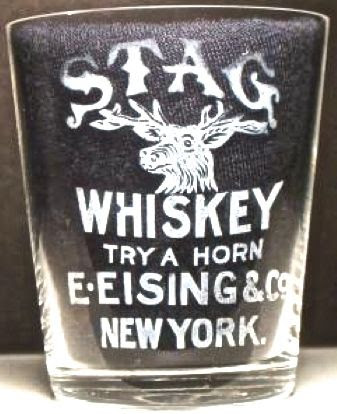 STAG
WHISKEY
TRY A HORN
E·EISING & Co
NEW YORK.